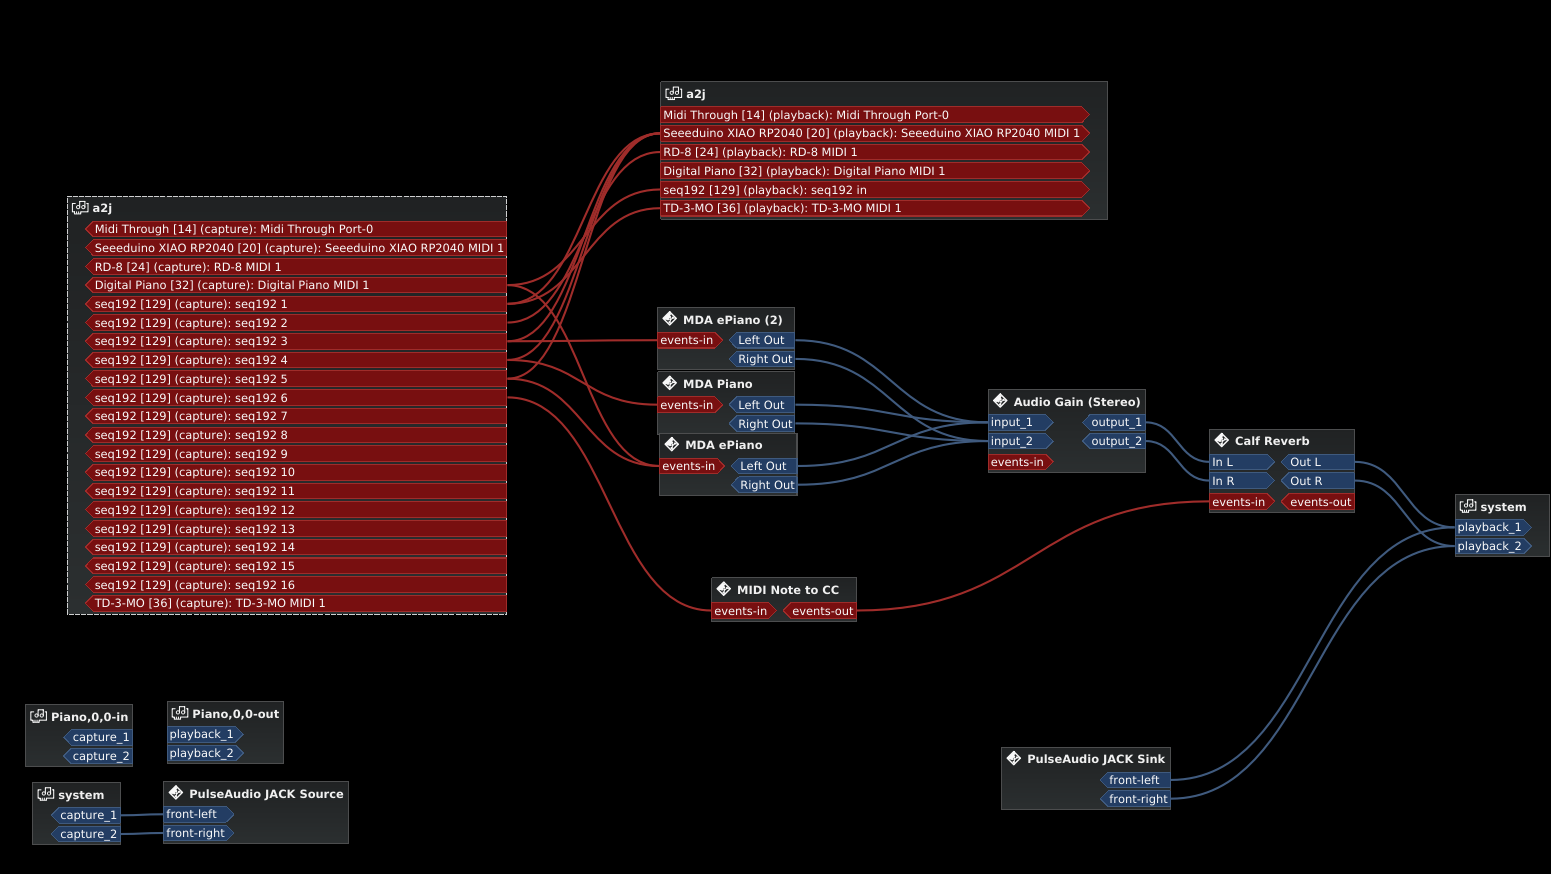 a2j
Midi Through [14] (playback): Midi Through Port-0
Seeeduino XIAO RP2040 [20] (playback): Seeeduino XIAO RP2040 MIDI 1
RD-8 [24] (playback): RD-8 MIDI 1
Digital Piano [32] (playback): Digital Piano MIDI 1
seq192 [129] (playback): seq192 in
TD-3-MO [36] (playback): TD-3-MO MIDI 1
a2j
Midi Through [14] (capture): Midi Through Port-0
Seeeduino XIAO RP2040 [20] (capture): Seeeduino XIAO RP2040 MIDI 1
RD-8 [24] (capture): RD-8 MIDI 1
Digital Piano [32] (capture): Digital Piano MIDI 1
seq192 [129] (capture): seq192 1
seq192 [129] (capture): seq192 2
seq192 [129] (capture): seq192 3
seq192 [129] (capture): seq192 4
seq192 [129] (capture): seq192 5
seq192 [129] (capture): seq192 6
seq192 [129] (capture): seq192 7
seq192 [129] (capture): seq192 8
seq192 [129] (capture): seq192 9
seq192 [129] (capture): seq192 10
seq192 [129] (capture): seq192 11
seq192 [129] (capture): seq192 12
seq192 [129] (capture): seq192 13
seq192 [129] (capture): seq192 14
seq192 [129] (capture): seq192 15
seq192 [129] (capture): seq192 16
TD-3-MO [36] (capture): TD-3-MO MIDI 1
MDA ePiano (2)
events-in Left Out
Right Out
MDA Piano
events-in Left Out
Right Out
MDA ePiano
events-in Left Out
Right Out
Audio Gain (Stereo)
input_1 output_1
input_2 output_2
events-in
Calf Reverb
In L Out L
In R Out R
events-in events-out
system
playback_1
playback_2
MIDI Note to CC
events-in events-out
Piano,0,0-in
capture_1
capture_2
Piano,0,0-out
playback_1
playback_2
system
capture_1
capture_2
PulseAudio JACK Source
front-left
front-right
PulseAudio JACK Sink
front-left
front-right